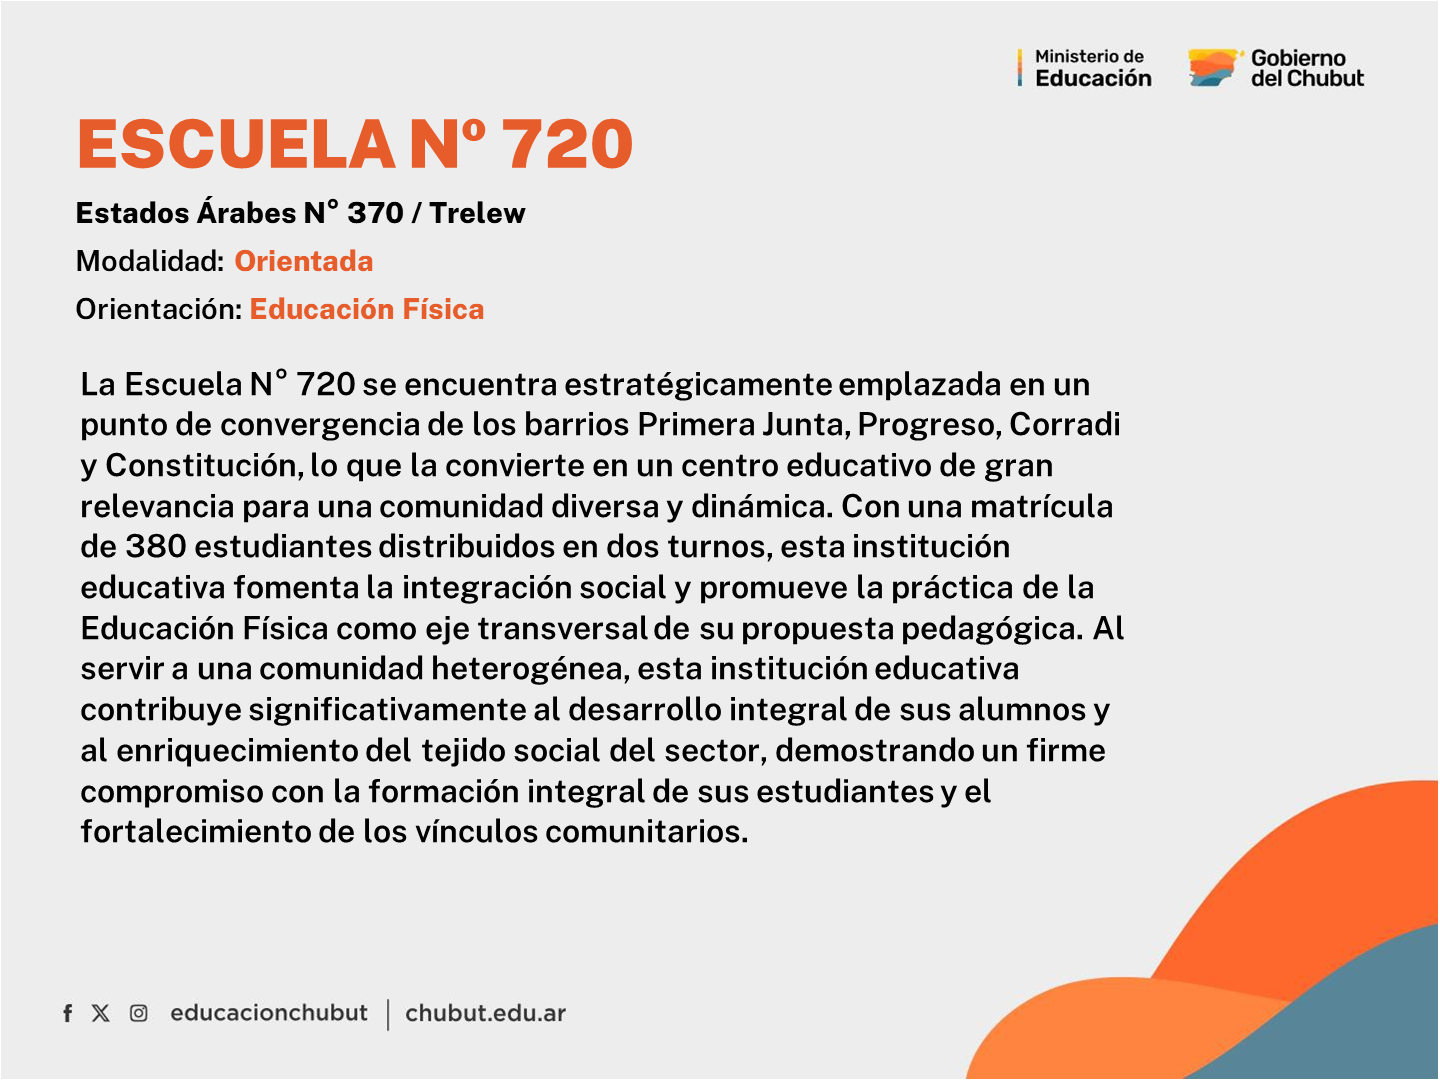 Ministerio de
Educación
Gobierno
del Chubut
ESCUELA Nº 720
Estados Árabes N° 370 / Trelew
Modalidad: Orientada
Orientación: Educación Física
La Escuela N° 720 se encuentra estratégicamente emplazada en un
punto de convergencia de los barrios Primera Junta, Progreso, Corradi
y Constitución, lo que la convierte en un centro educativo de gran
relevancia para una comunidad diversa y dinámica. Con una matrícula
de 380 estudiantes distribuidos en dos turnos, esta institución
educativa fomenta la integración social y promueve la práctica de la
Educación Física como eje transversal de su propuesta pedagógica. Al
servir a una comunidad heterogénea, esta institución educativa
contribuye significativamente al desarrollo integral de sus alumnos y
al enriquecimiento del tejido social del sector, demostrando un firme
compromiso con la formación integral de sus estudiantes y el
fortalecimiento de los vínculos comunitarios.
educacionchubut | chubut.edu.ar